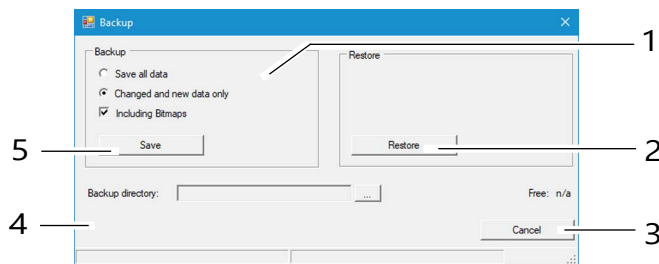 Backup
Backup
Save all data
Changed and new data only
Including Bitmaps
Save
Restore
Restore
Backup directory:
...
Free: n/a
Cancel
1
2
3
4
5